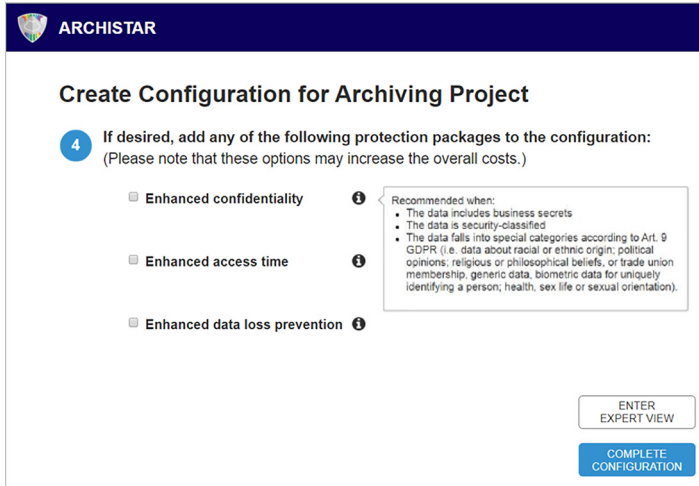 ARCHISTAR
Create Configuration for Archiving Project
4
If desired, add any of the following protection packages to the configuration:
(Please note that these options may increase the overall costs.)
Enhanced confidentiality
Recommended when:
• The data includes business secrets
• The data is security-classified
• The data falls into special categories according to Art. 9
GDPR (i.e. data about racial or ethnic origin; political
opinions; religious or philosophical beliefs, or trade union
membership, generic data, biometric data for uniquely
identifying a person; health, sex life or sexual orientation).
Enhanced access time
Enhanced data loss prevention
ENTER
EXPERT VIEW
COMPLETE
CONFIGURATION